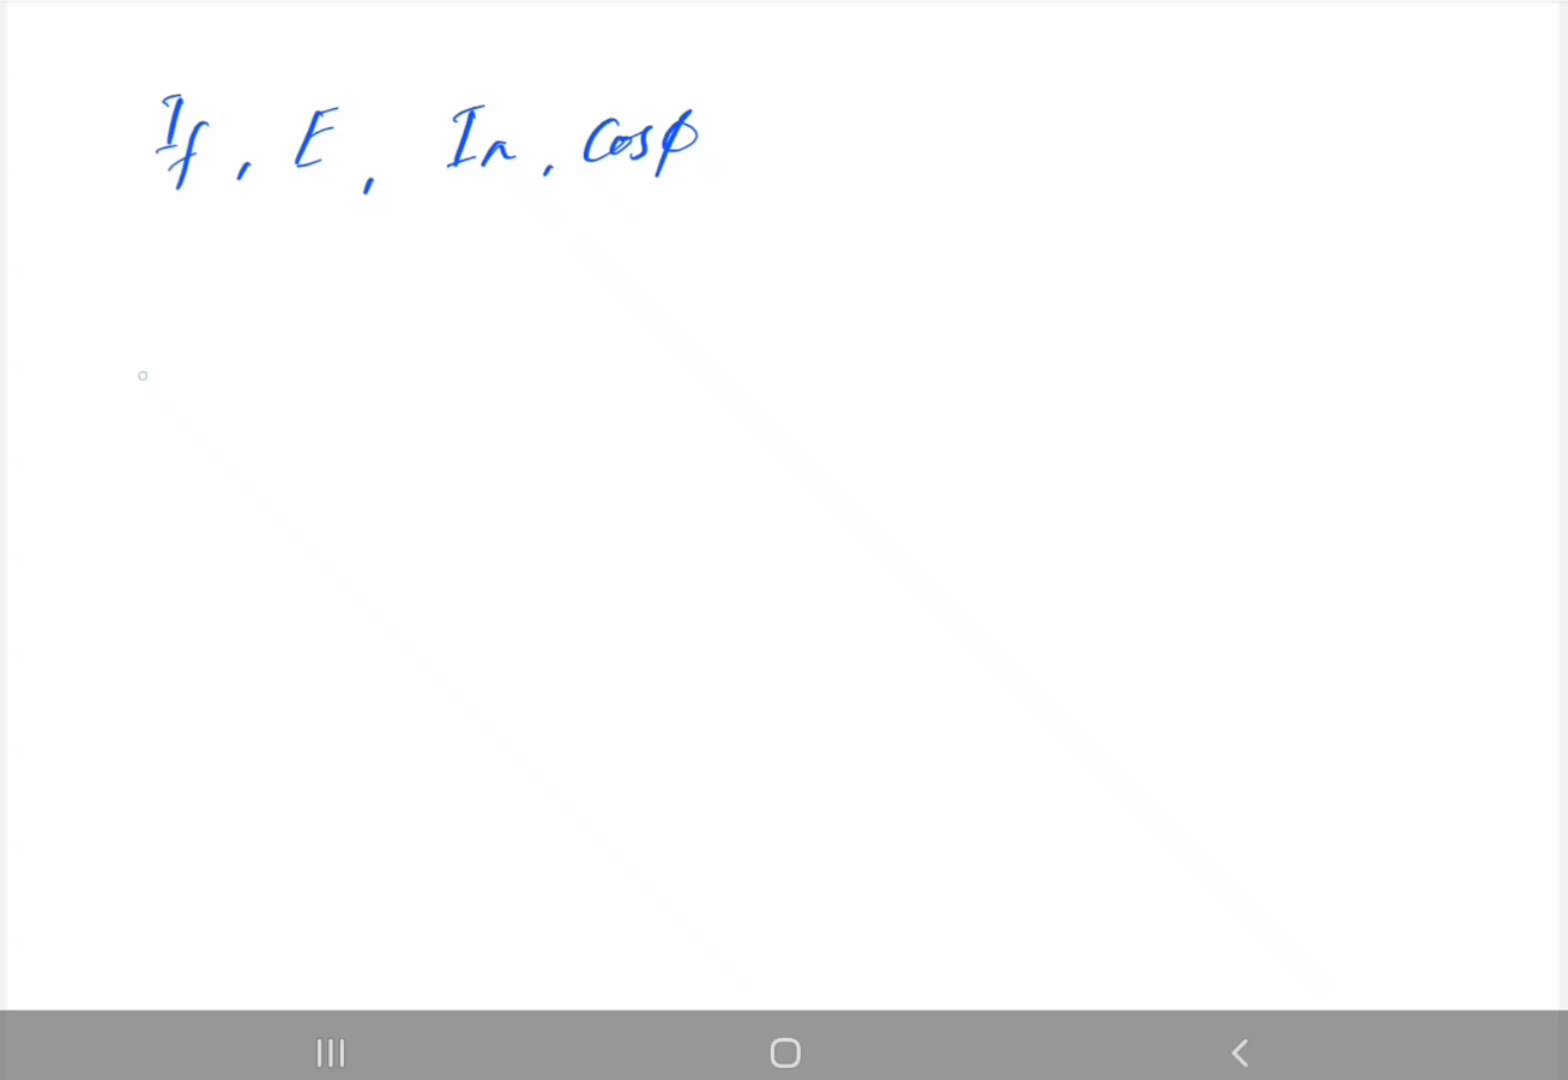 If, E, Ia, cosϕ